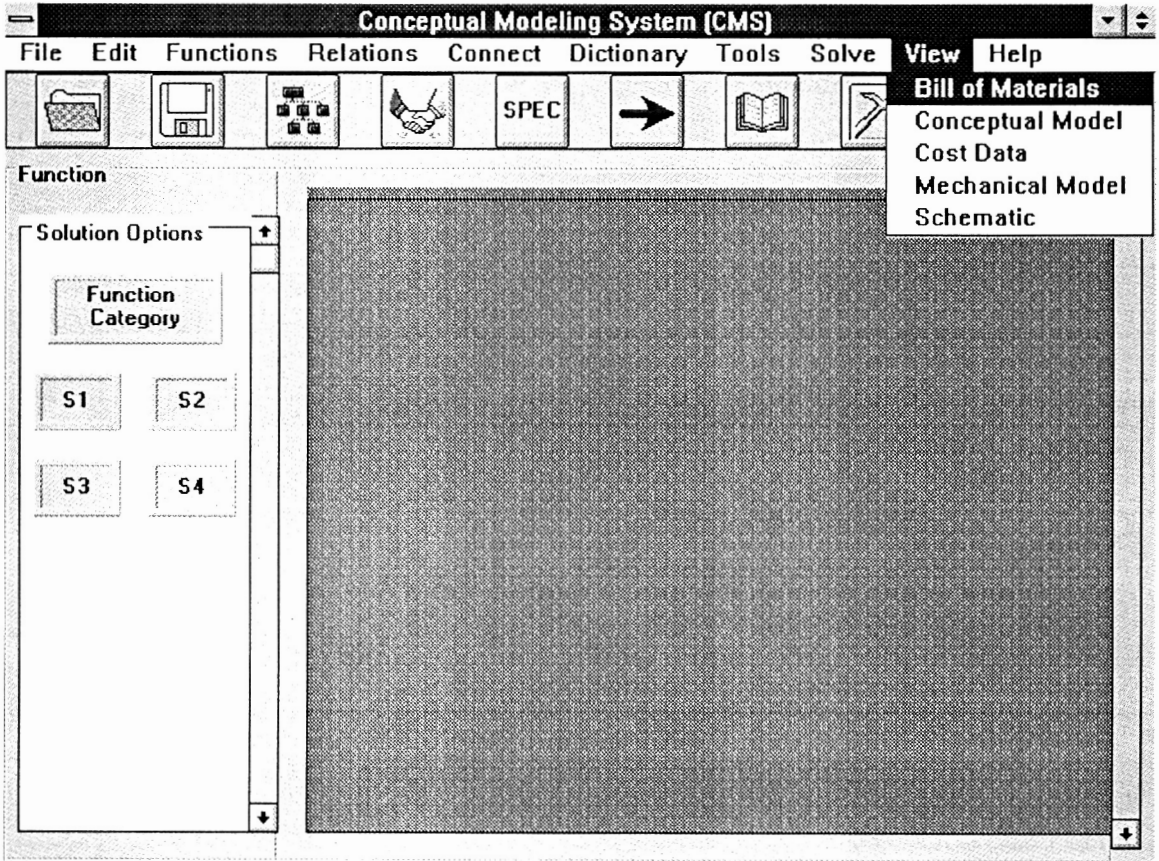 Conceptual Modeling System (CMS)
File Edit Functions Relations Connect Dictionary Tools Solve View Help
Bill of Materials
Conceptual Model
Cost Data
Mechanical Model
Schematic
SPEC
Function
Solution Options
Function
Category
S1 S2
S3 S4